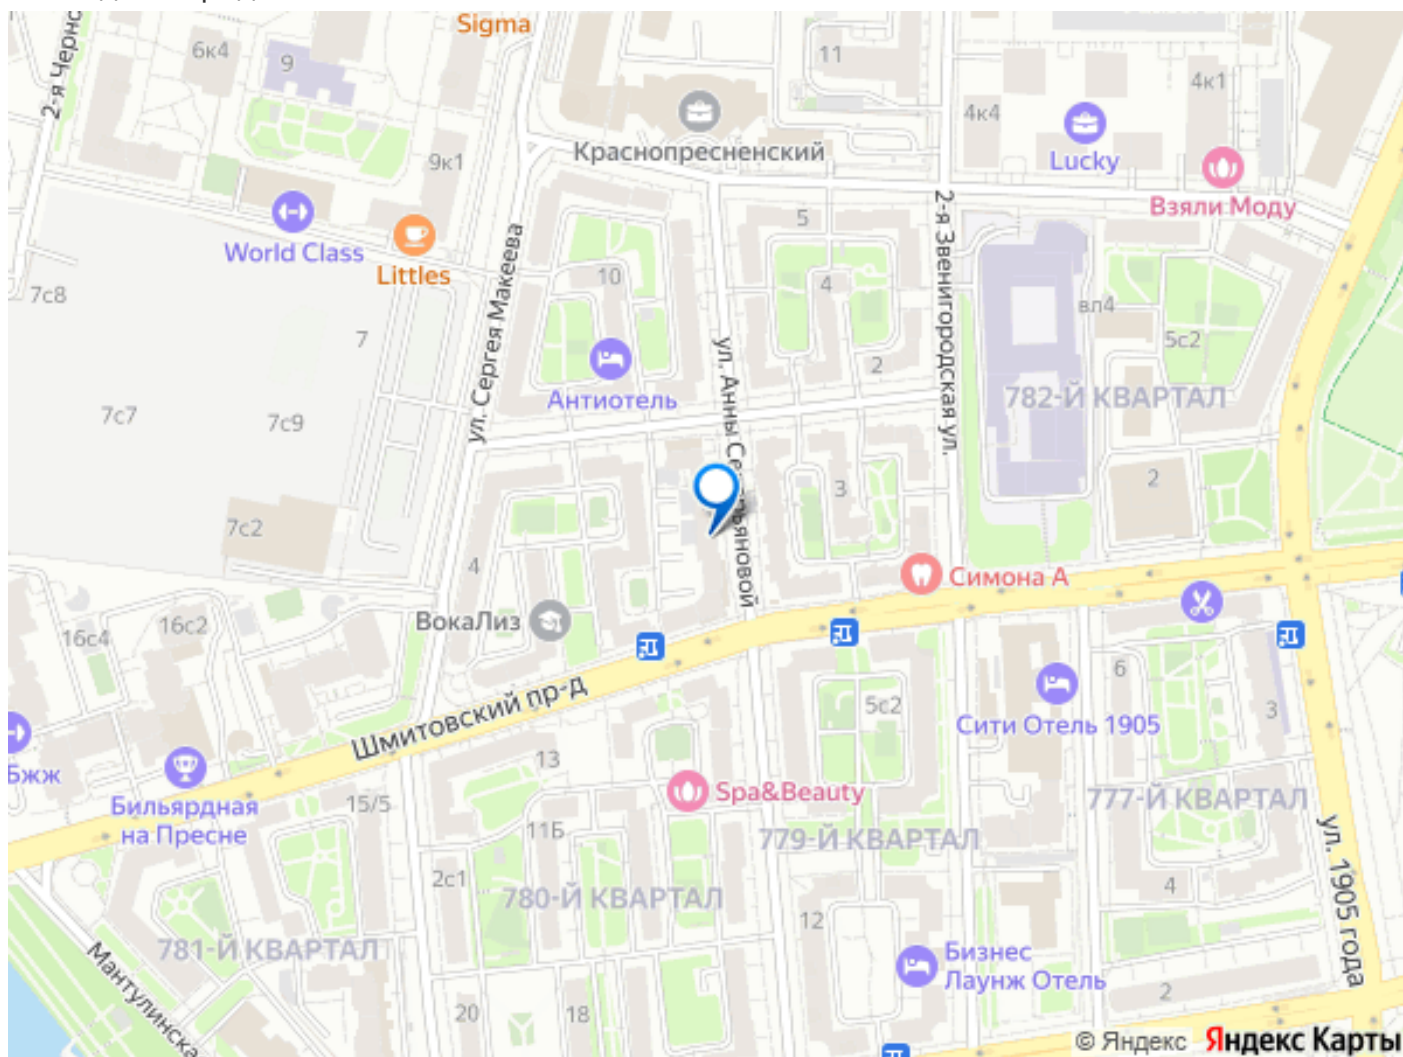 Sigma
2-я Черно
6к4
9
11
4к1
4к4
Краснопресненский
Lucky
9к1
Взяли Моду
World Class
Littles
ул. Сергея Макеева
5
2-я Звенигородская ул.
7с8
10
4
вл4
7
5с2
Антиотель
2
782-Й КВАРТАЛ
7с7
7с9
3
2
7с2
4
Симона А
ВокаЛиз
16с4
16с2
6
5с2
3
Шмитовский пр-д
Сити Отель 1905
Бжж
13
Бильярдная
на Пресне
15/5
Spa&Beauty
777-Й КВАРТАЛ
11Б
779-Й КВАРТАЛ
ул. 1905 года
2с1
780-Й КВАРТАЛ
4
12
781-Й КВАРТАЛ
Мантулинска
Бизнес
Лаунж Отель
20
18
2
© Яндекс Яндекс Карты